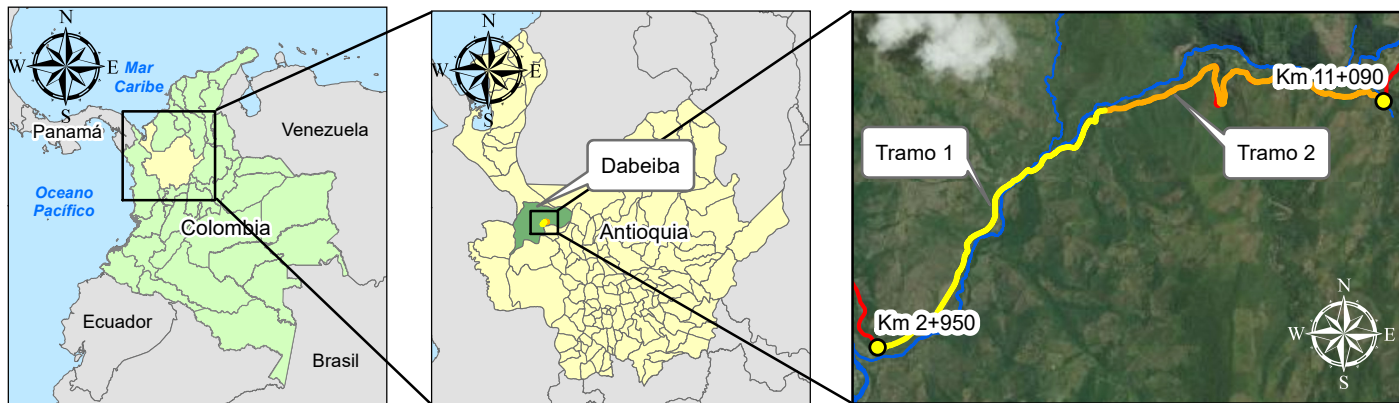 N
W
E
S
Mar
Caribe
Panamá
Venezuela
Oceano
Pacífico
Colombia
Ecuador
Brasil
N
W
E
S
Dabeiba
Antioquia
Km 11+090
Tramo 1
Tramo 2
Km 2+950
N
W
E
S